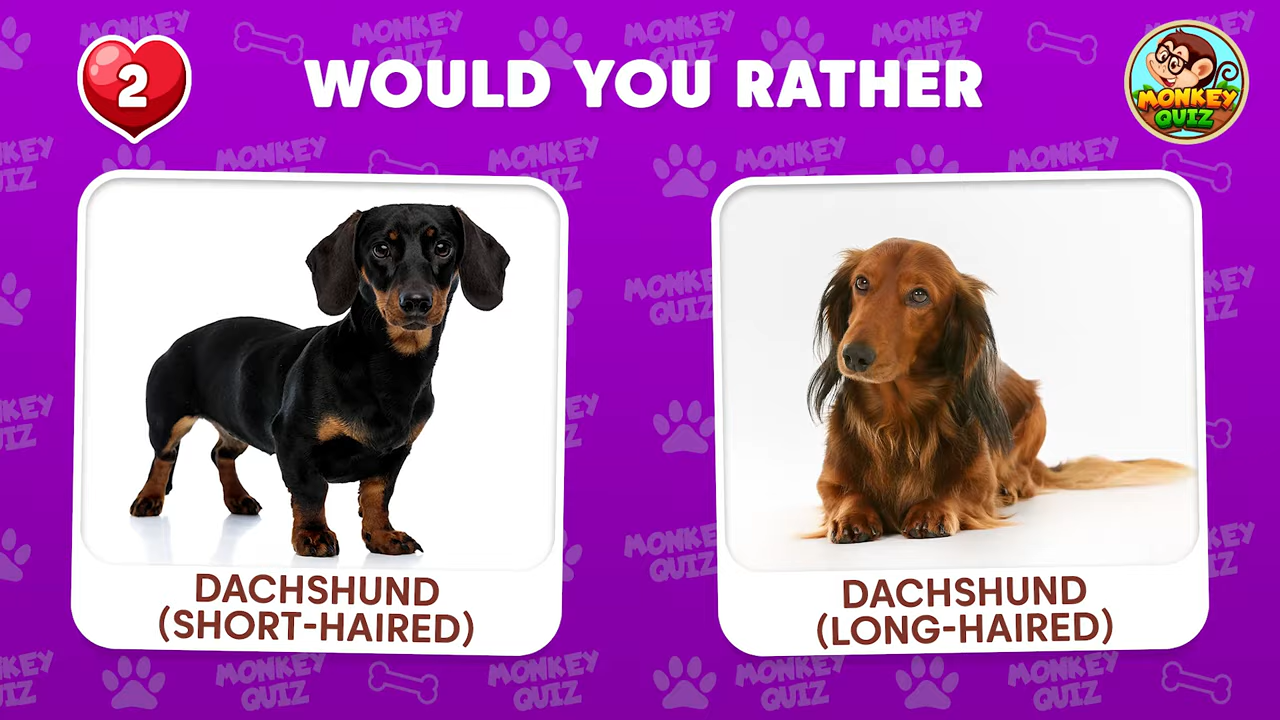 2
WOULD YOU RATHER
MONKEY
QUIZ
DACHSHUND
(SHORT-HAIRED)
DACHSHUND
(LONG-HAIRED)